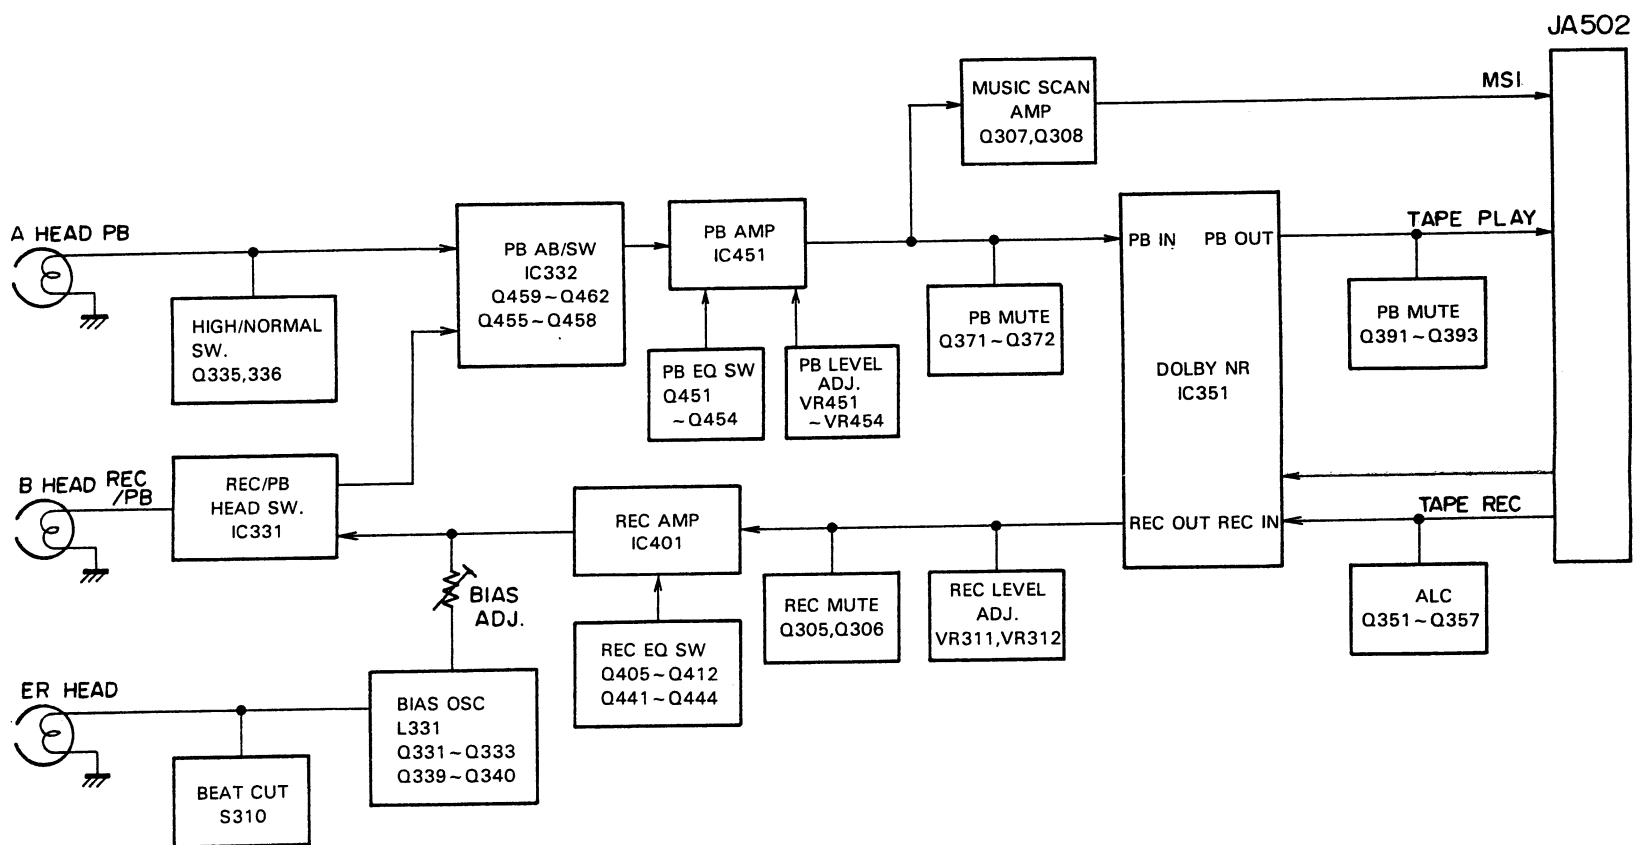 JA502
MUSIC SCAN
AMP
Q307,Q308
MSI
A HEAD PB
HIGH/NORMAL
SW.
Q335,336
PB AB/SW
IC332
Q459~Q462
Q455~Q458
PB AMP
IC451
PB EQ SW
Q451
~Q454
PB LEVEL
ADJ.
VR451
~VR454
PB MUTE
Q371~Q372
PB IN PB OUT
DOLBY NR
IC351
REC OUT REC IN
TAPE PLAY
PB MUTE
Q391~Q393
B HEAD REC
/PB
REC/PB
HEAD SW.
IC331
REC AMP
IC401
TAPE REC
BIAS
ADJ.
REC EQ SW
Q405~Q412
Q441~Q444
REC MUTE
Q305,Q306
REC LEVEL
ADJ.
VR311,VR312
ALC
Q351~Q357
ER HEAD
BIAS OSC
L331
Q331~Q333
Q339~Q340
BEAT CUT
S310